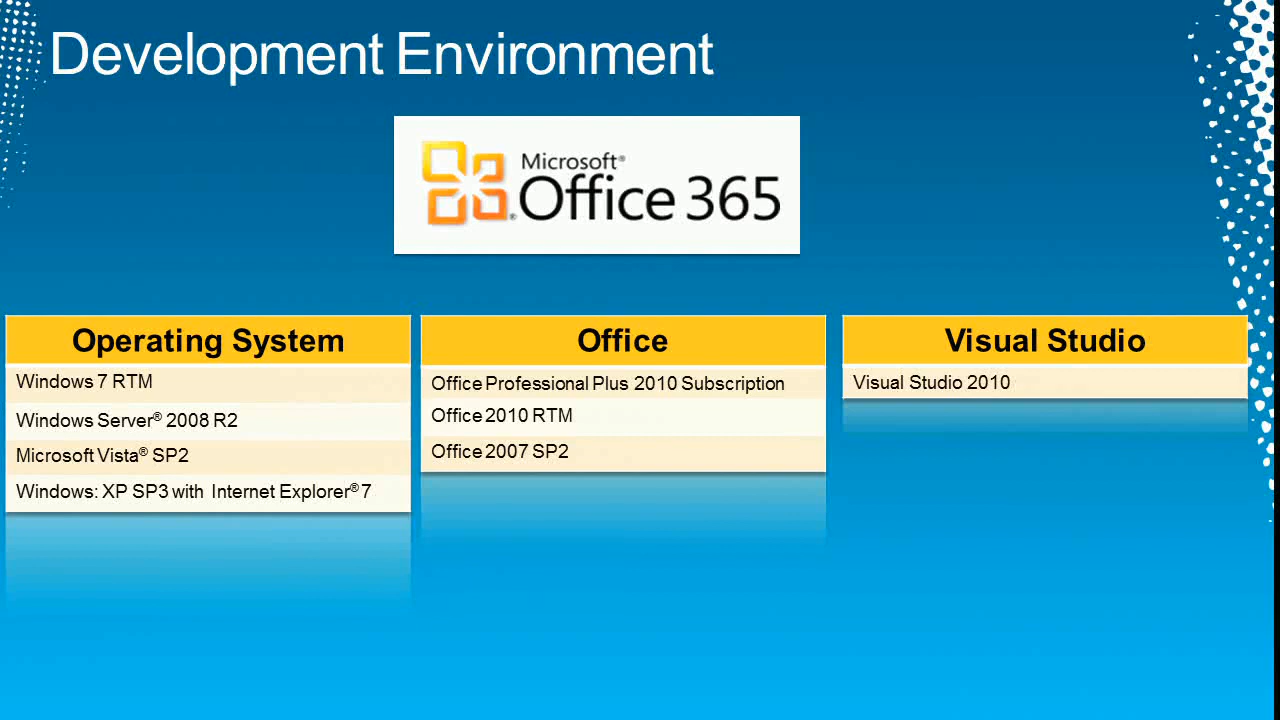 Development Environment
Microsoft®
Office 365
Operating System
Windows 7 RTM
Windows Server® 2008 R2
Microsoft Vista® SP2
Windows: XP SP3 with Internet Explorer® 7
Office
Office Professional Plus 2010 Subscription
Office 2010 RTM
Office 2007 SP2
Visual Studio
Visual Studio 2010